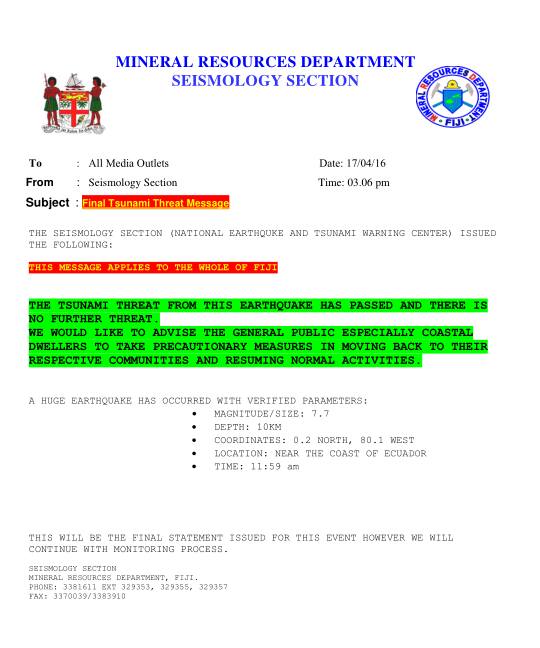 MINERAL RESOURCES DEPARTMENT
SEISMOLOGY SECTION
MINERAL RESOURCES DEPARTMENT
FIJI
To : All Media Outlets Date: 17/04/16
From : Seismology Section Time: 03.06 pm
Subject : Final Tsunami Threat Message
THE SEISMOLOGY SECTION (NATIONAL EARTHQUKE AND TSUNAMI WARNING CENTER) ISSUED
THE FOLLOWING:
THIS MESSAGE APPLIES TO THE WHOLE OF FIJI
THE TSUNAMI THREAT FROM THIS EARTHQUAKE HAS PASSED AND THERE IS
NO FURTHER THREAT.
WE WOULD LIKE TO ADVISE THE GENERAL PUBLIC ESPECIALLY COASTAL
DWELLERS TO TAKE PRECAUTIONARY MEASURES IN MOVING BACK TO THEIR
RESPECTIVE COMMUNITIES AND RESUMING NORMAL ACTIVITIES.
A HUGE EARTHQUAKE HAS OCCURRED WITH VERIFIED PARAMETERS:
• MAGNITUDE/SIZE: 7.7
• DEPTH: 10KM
• COORDINATES: 0.2 NORTH, 80.1 WEST
• LOCATION: NEAR THE COAST OF ECUADOR
• TIME: 11:59 am
THIS WILL BE THE FINAL STATEMENT ISSUED FOR THIS EVENT HOWEVER WE WILL
CONTINUE WITH MONITORING PROCESS.
SEISMOLOGY SECTION
MINERAL RESOURCES DEPARTMENT, FIJI.
PHONE: 3381611 EXT 329353, 329355, 329357
FAX: 3370039/3383910